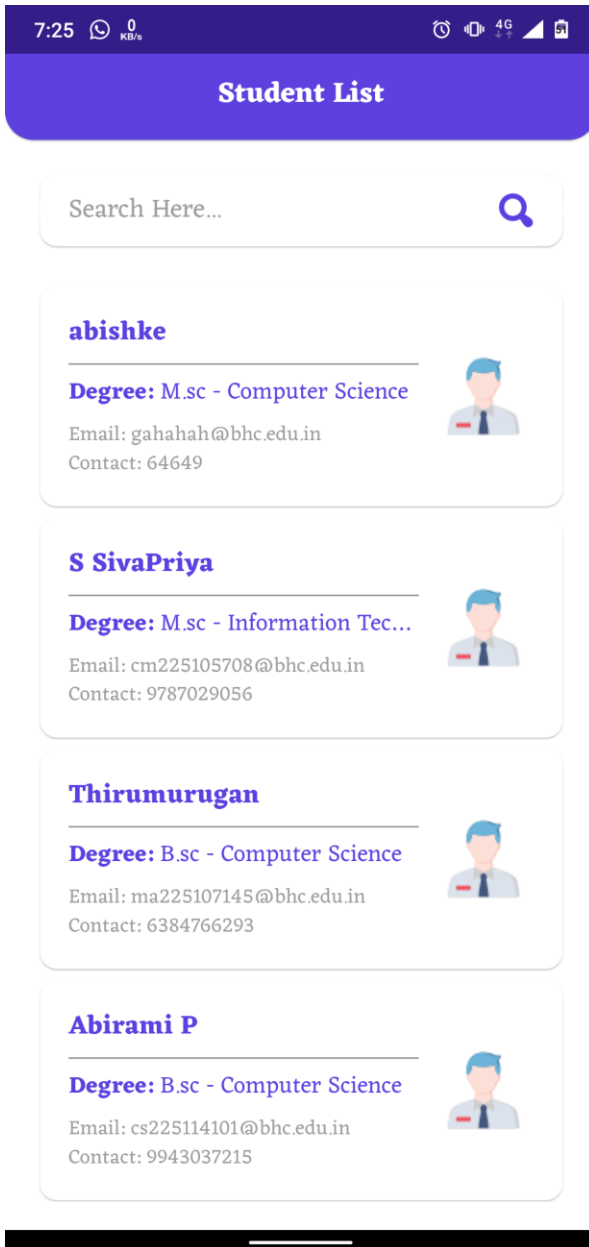 7:25 0 KB/s 4G 51
Student List
Search Here...
abishke
Degree: M.sc - Computer Science
Email: gahahah@bhc.edu.in
Contact: 64649
S SivaPriya
Degree: M.sc - Information Tec...
Email: cm225105708@bhc.edu.in
Contact: 9787029056
Thirumurugan
Degree: B.sc - Computer Science
Email: ma225107145@bhc.edu.in
Contact: 6384766293
Abirami P
Degree: B.sc - Computer Science
Email: cs225114101@bhc.edu.in
Contact: 9943037215